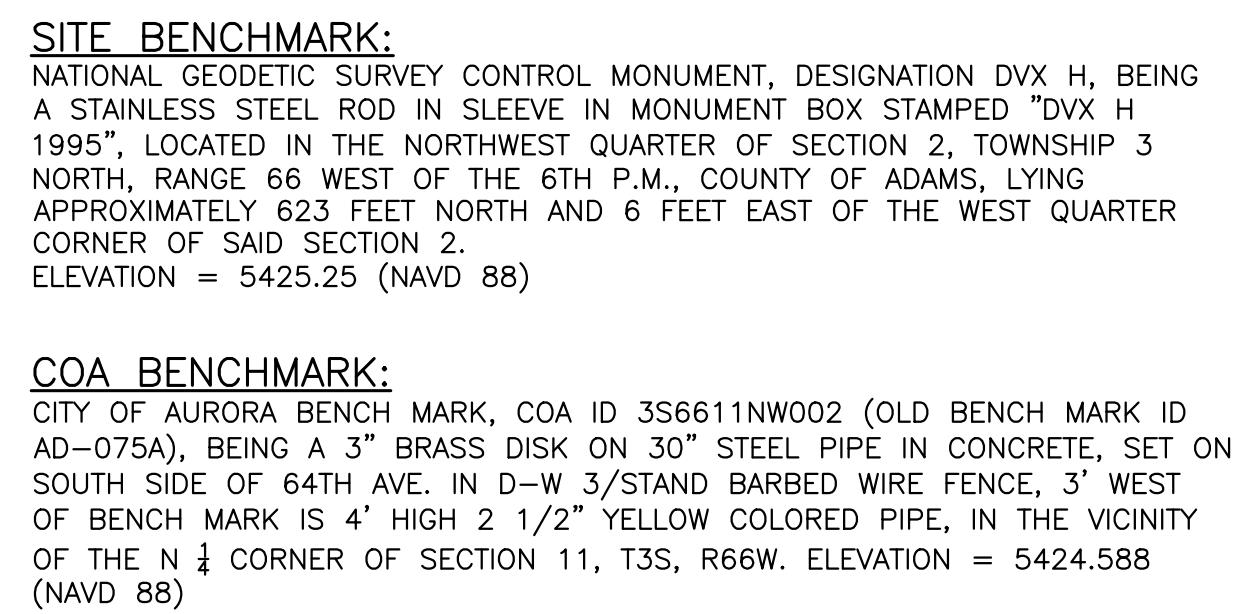 SITE BENCHMARK:
NATIONAL GEODETIC SURVEY CONTROL MONUMENT, DESIGNATION DVX H, BEING
A STAINLESS STEEL ROD IN SLEEVE IN MONUMENT BOX STAMPED "DVX H
1995", LOCATED IN THE NORTHWEST QUARTER OF SECTION 2, TOWNSHIP 3
NORTH, RANGE 66 WEST OF THE 6TH P.M., COUNTY OF ADAMS, LYING
APPROXIMATELY 623 FEET NORTH AND 6 FEET EAST OF THE WEST QUARTER
CORNER OF SAID SECTION 2.
ELEVATION = 5425.25 (NAVD 88)
COA BENCHMARK:
CITY OF AURORA BENCH MARK, COA ID 3S6611NW002 (OLD BENCH MARK ID
AD-075A), BEING A 3" BRASS DISK ON 30" STEEL PIPE IN CONCRETE, SET ON
SOUTH SIDE OF 64TH AVE. IN D-W 3/STAND BARBED WIRE FENCE, 3' WEST
OF BENCH MARK IS 4' HIGH 2 1/2" YELLOW COLORED PIPE, IN THE VICINITY
OF THE N ¼ CORNER OF SECTION 11, T3S, R66W. ELEVATION = 5424.588
(NAVD 88)